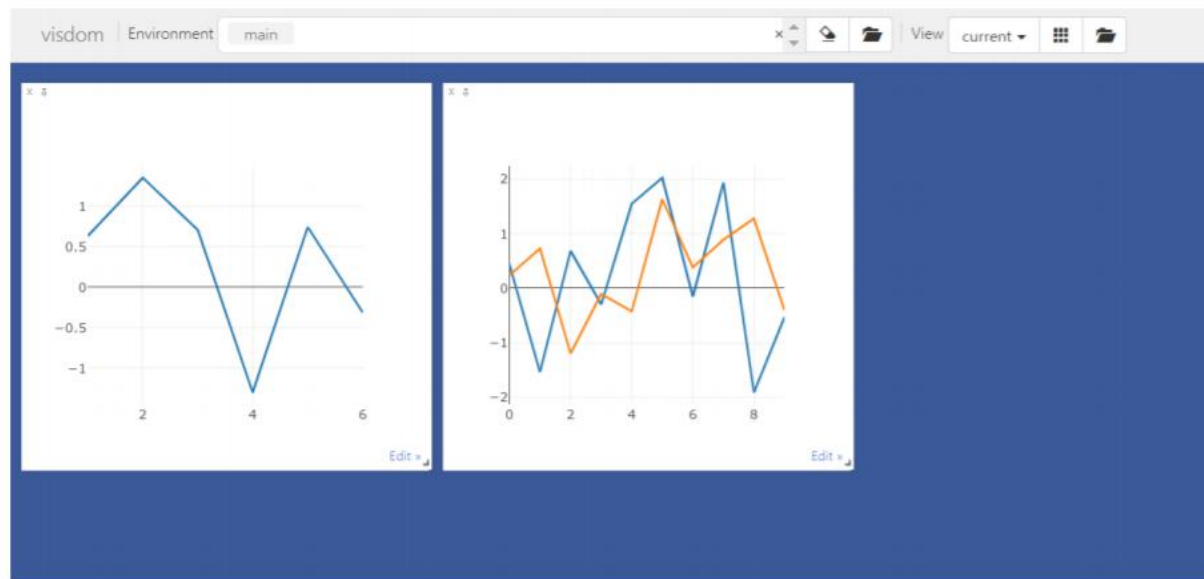 visdom Environment main × View current
x
x
1
0.5
0
−0.5
−1
2 4 6
Edit »
2
1
0
−1
−2
0 2 4 6 8
Edit »